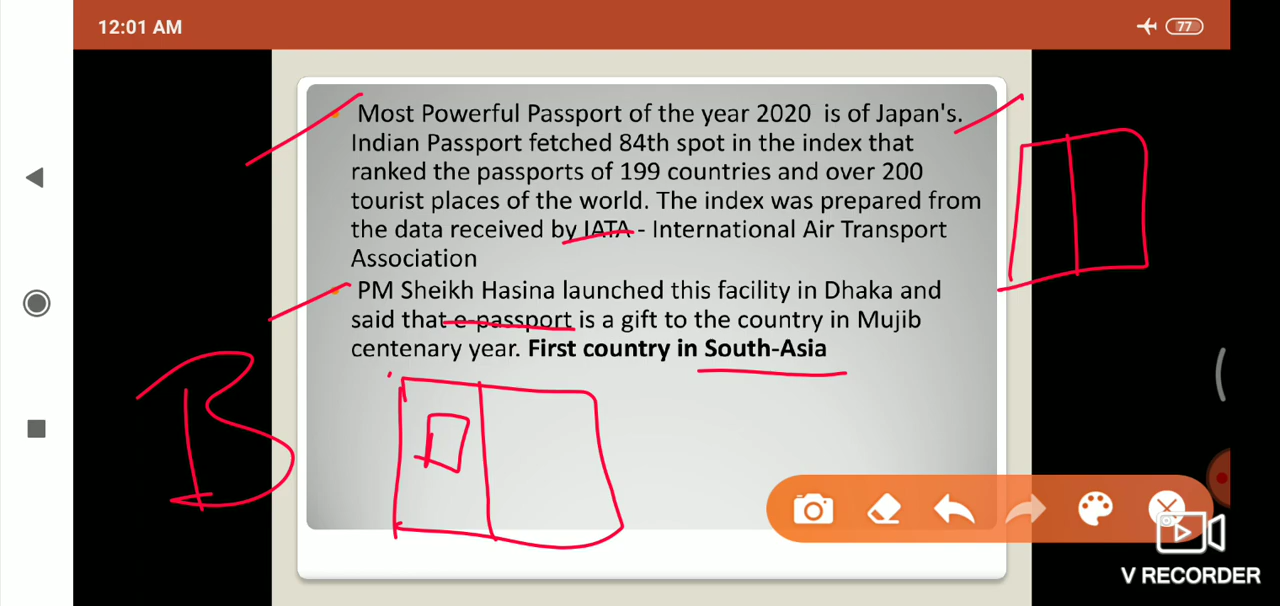 12:01 AM
77
Most Powerful Passport of the year 2020 is of Japan's.
Indian Passport fetched 84th spot in the index that
ranked the passports of 199 countries and over 200
tourist places of the world. The index was prepared from
the data received by IATA - International Air Transport
Association
PM Sheikh Hasina launched this facility in Dhaka and
said that e-passport is a gift to the country in Mujib
centenary year. First country in South-Asia
B
V RECORDER